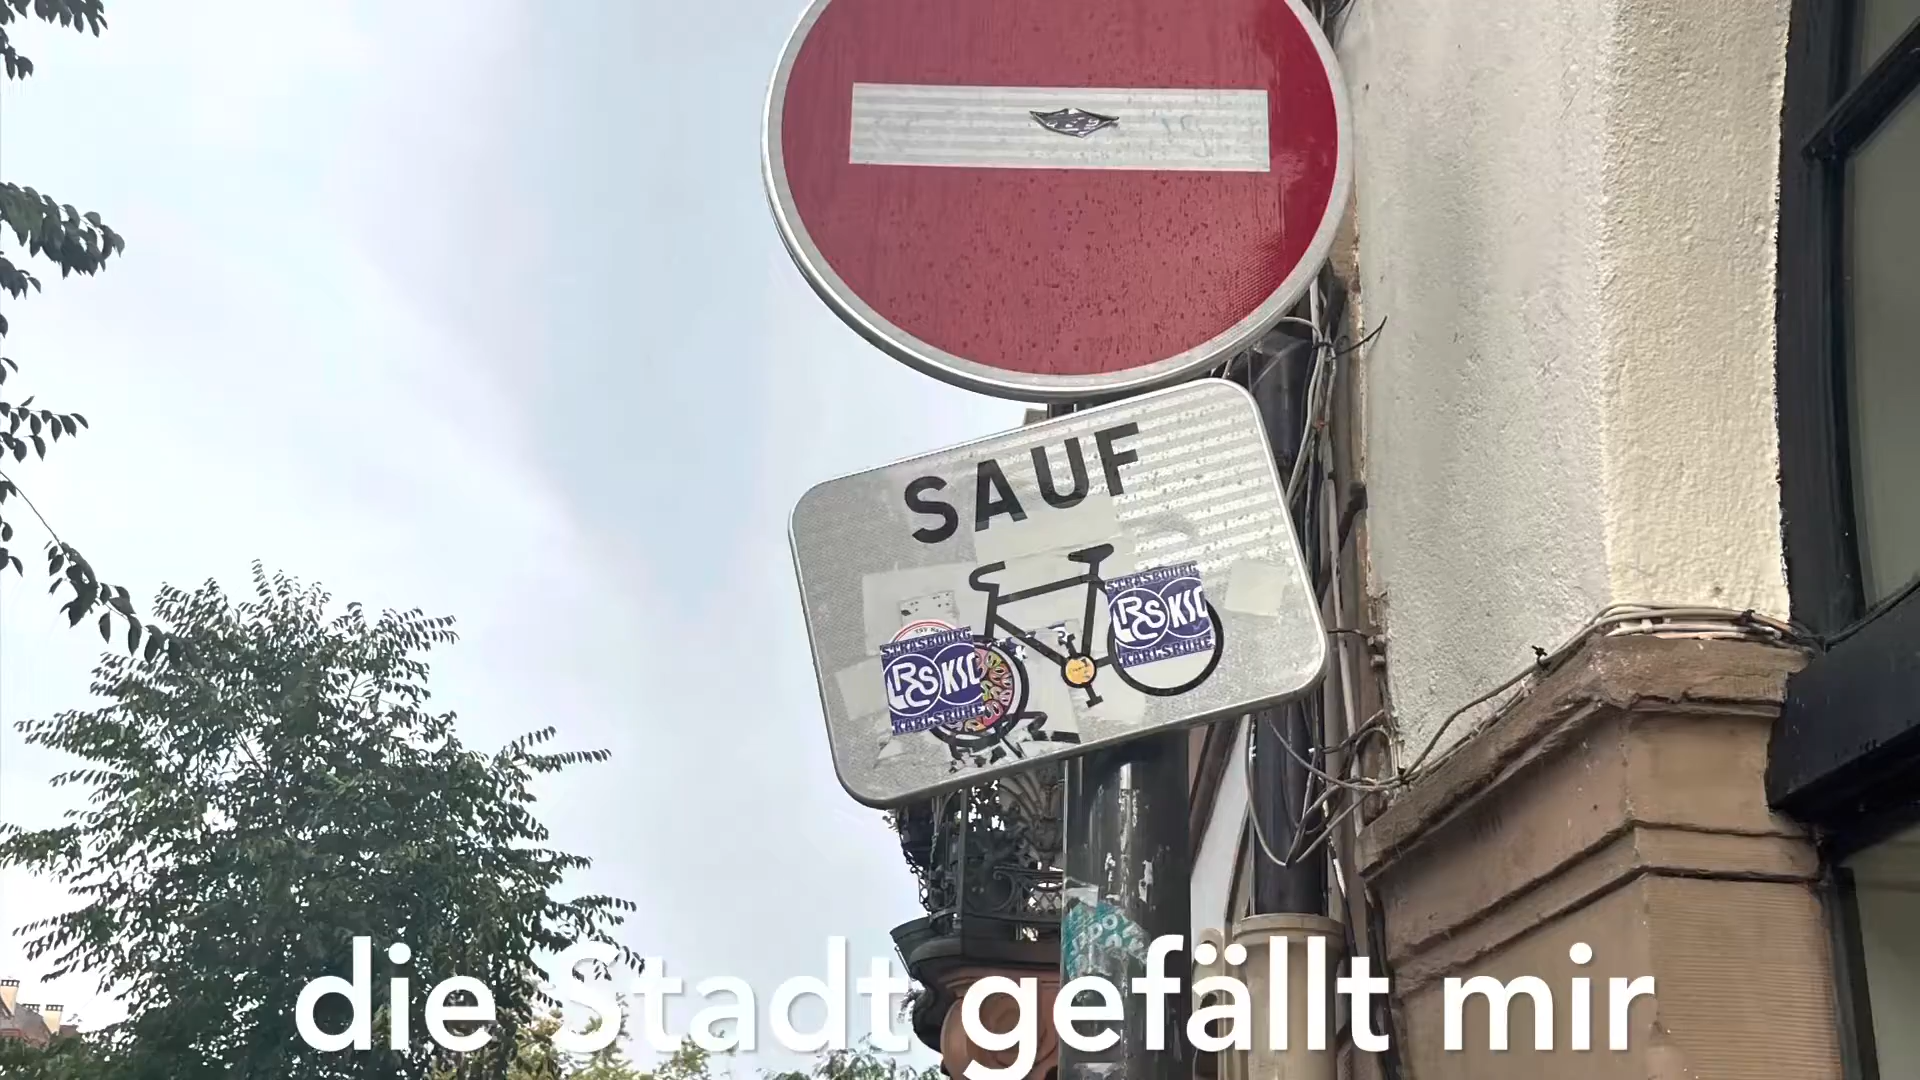 SAUF
STRASBOURG
RCS KSC
KARLSRUHE
STRASBOURG
RCS KSC
KARLSRUHE
die Stadt gefällt mir